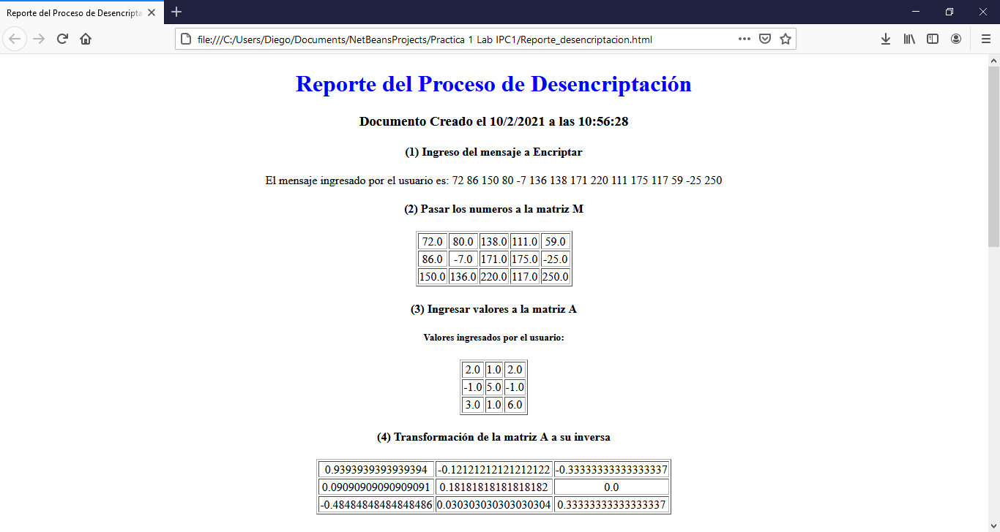 Reporte del Proceso de Desencripta
file:///C:/Users/Diego/Documents/NetBeansProjects/Practica 1 Lab IPC1/Reporte_desencriptacion.html
Reporte del Proceso de Desencriptación
Documento Creado el 10/2/2021 a las 10:56:28
(1) Ingreso del mensaje a Encriptar
El mensaje ingresado por el usuario es: 72 86 150 80 -7 136 138 171 220 111 175 117 59 -25 250
(2) Pasar los numeros a la matriz M
72.0 80.0 138.0 111.0 59.0
86.0 -7.0 171.0 175.0 -25.0
150.0 136.0 220.0 117.0 250.0
(3) Ingresar valores a la matriz A
Valores ingresados por el usuario:
2.0 1.0 2.0
-1.0 5.0 -1.0
3.0 1.0 6.0
(4) Transformación de la matriz A a su inversa
0.9393939393939394 -0.12121212121212122 -0.33333333333333337
0.09090909090909091 0.18181818181818182 0.0
-0.48484848484848486 0.030303030303030304 0.33333333333333337